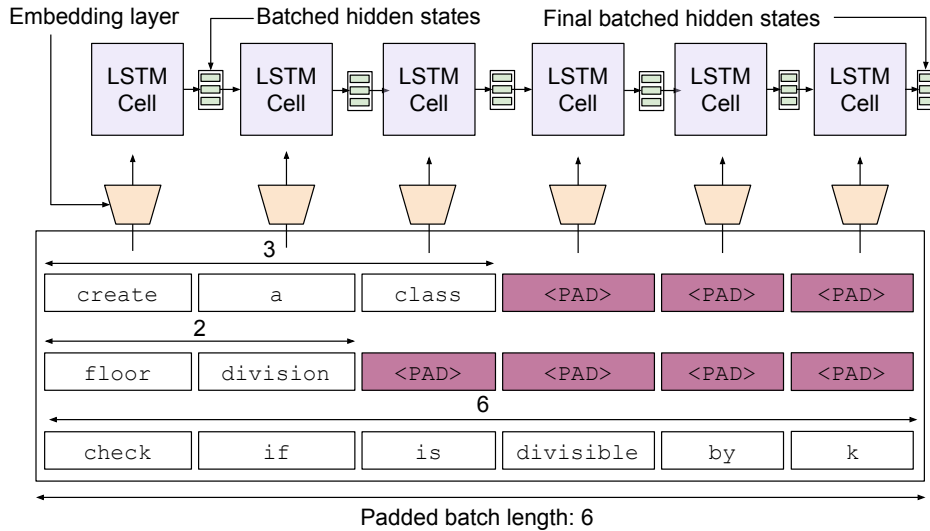 Embedding layer
Batched hidden states
Final batched hidden states
LSTM Cell
LSTM Cell
LSTM Cell
LSTM Cell
LSTM Cell
LSTM Cell
3
create a class <PAD> <PAD> <PAD>
2
floor division <PAD> <PAD> <PAD> <PAD>
6
check if is divisible by k
Padded batch length: 6